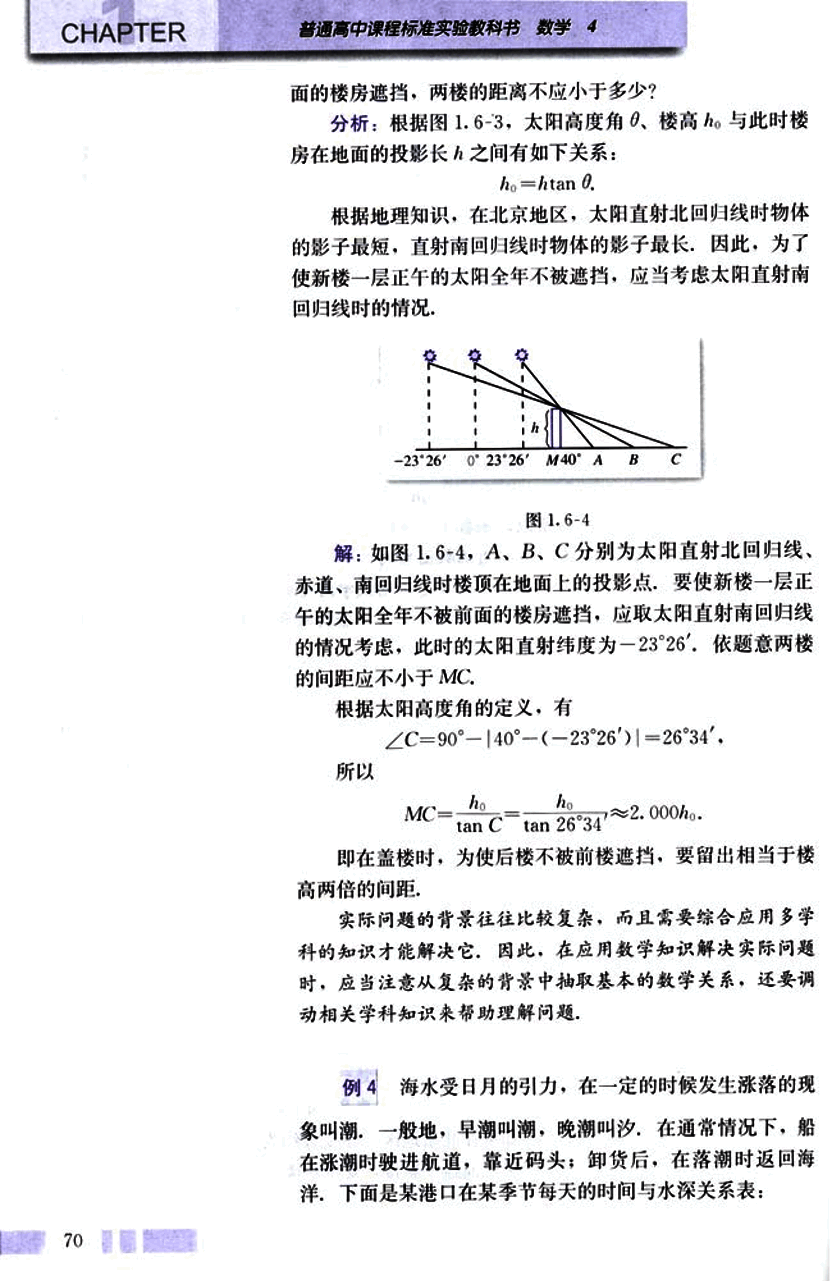 CHAPTER 1
普通高中课程标准实验教科书 数学 4
面的楼房遮挡，两楼的距离不应小于多少？
分析：根据图 1.6-3，太阳高度角 θ、楼高 h₀ 与此时楼
房在地面的投影长 h 之间有如下关系：
h₀=htan θ.
根据地理知识，在北京地区，太阳直射北回归线时物体
的影子最短，直射南回归线时物体的影子最长．因此，为了
使新楼一层正午的太阳全年不被遮挡，应当考虑太阳直射南
回归线时的情况．
h
-23°26′ 0° 23°26′ M40° A B C
图 1.6-4
解：如图 1.6-4，A、B、C 分别为太阳直射北回归线、
赤道、南回归线时楼顶在地面上的投影点．要使新楼一层正
午的太阳全年不被前面的楼房遮挡，应取太阳直射南回归线
的情况考虑，此时的太阳直射纬度为－23°26′．依题意两楼
的间距应不小于 MC.
根据太阳高度角的定义，有
∠C=90°－|40°－(－23°26′)|=26°34′，
所以
MC=h₀/tan C=h₀/tan 26°34′≈2.000h₀.
即在盖楼时，为使后楼不被前楼遮挡，要留出相当于楼
高两倍的间距．
实际问题的背景往往比较复杂，而且需要综合应用多学
科的知识才能解决它．因此，在应用数学知识解决实际问题
时，应当注意从复杂的背景中抽取基本的数学关系，还要调
动相关学科知识来帮助理解问题．
例 4 海水受日月的引力，在一定的时候发生涨落的现
象叫潮．一般地，早潮叫潮，晚潮叫汐．在通常情况下，船
在涨潮时驶进航道，靠近码头；卸货后，在落潮时返回海
洋．下面是某港口在某季节每天的时间与水深关系表：
70